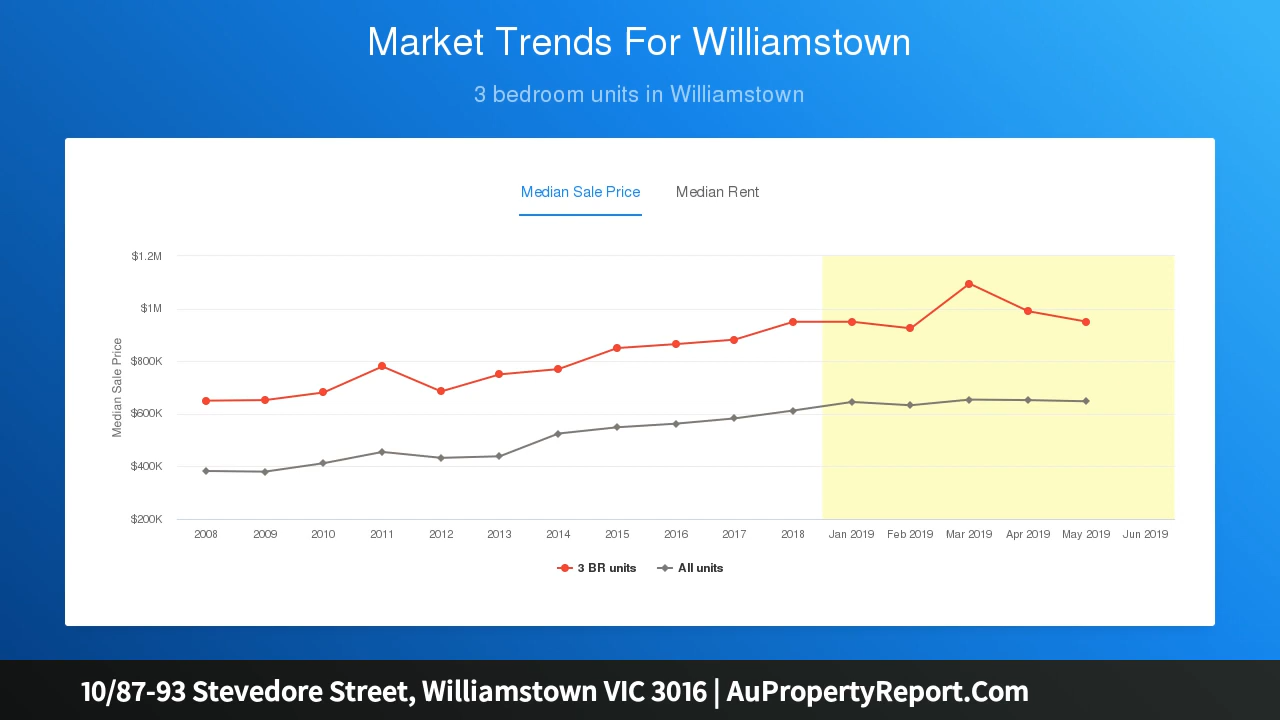 Market Trends For Williamstown
3 bedroom units in Williamstown
Median Sale Price Median Rent
Median Sale Price
$1.2M
$1M
$800K
$600K
$400K
$200K
2008 2009 2010 2011 2012 2013 2014 2015 2016 2017 2018 Jan 2019 Feb 2019 Mar 2019 Apr 2019 May 2019 Jun 2019
3 BR units All units
10/87-93 Stevedore Street, Williamstown VIC 3016 | AuPropertyReport.Com